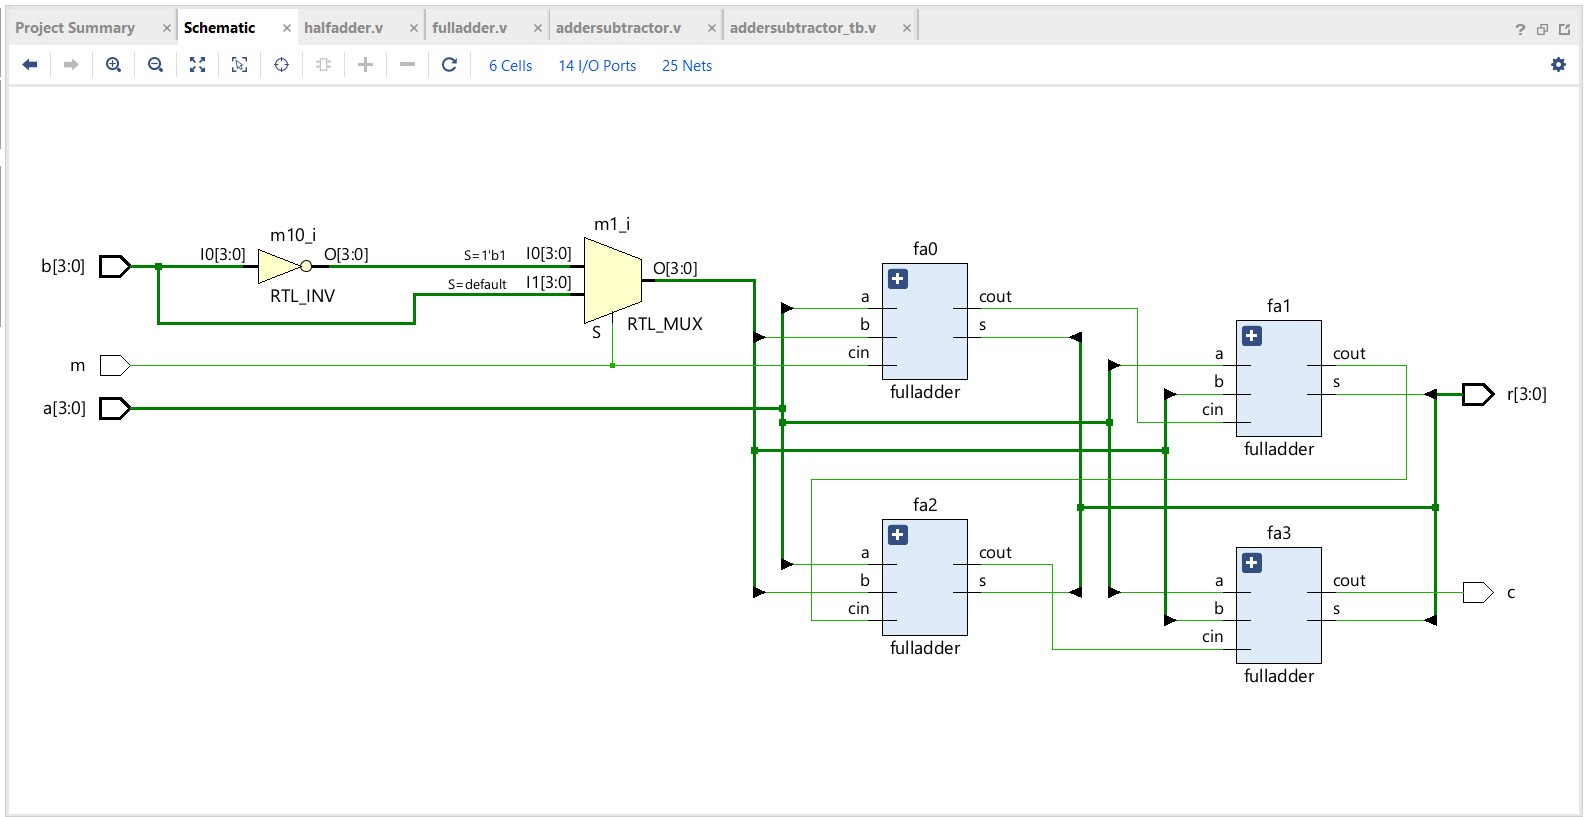 Project Summary × Schematic × halfadder.v × fulladder.v × addersubtractor.v × addersubtractor_tb.v × ?
6 Cells 14 I/O Ports 25 Nets
m10_i
m1_i
b[3:0] I0[3:0] O[3:0] S=1'b1 I0[3:0]
S=default I1[3:0] O[3:0]
RTL_INV
S RTL_MUX
m
a[3:0]
fa0
a cout
b s
cin
fulladder
fa1
a cout
b s
cin
fulladder
r[3:0]
fa2
a cout
b s
cin
fulladder
fa3
a cout
b s
cin
fulladder
c